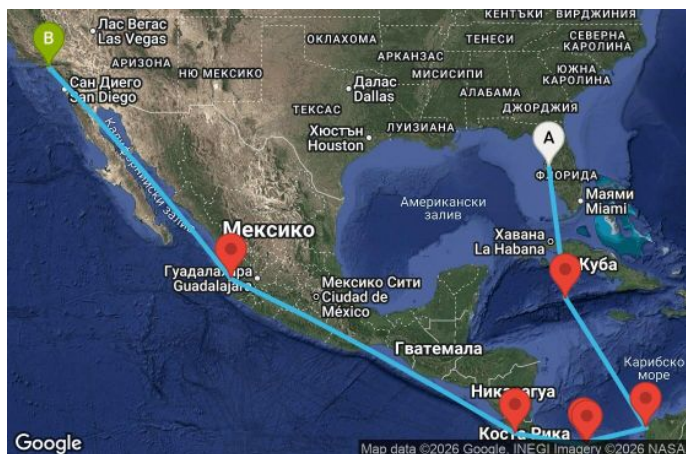 Лас Вегас
Las Vegas
B
АРИЗОНА
НЮ МЕКСИКО
Сан Диего
San Diego
ОКЛАХОМА
АРКАНЗАС
ТЕНЕСИ
КЕНТЪКИ
ВИРДЖИНИЯ
СЕВЕРНА
КАРОЛИНА
МИСИСИПИ
ЮЖНА
КАРОЛИНА
АЛАБАМА
Далас
Dallas
ТЕКСАС
ДЖОРДЖИЯ
ЛУИЗИАНА
Хюстън
Houston
A
ФЛОРИДА
Маями
Miami
Калифорнийски залив
Американски
залив
Мексико
Хавана
La Habana
Куба
Гуадалахара
Guadalajara
Мексико Сити
Ciudad de
México
Гватемала
Карибско
море
Никарагуа
Коста Рика
Google
Map data ©2026 Google, INEGI Imagery ©2026 NASA